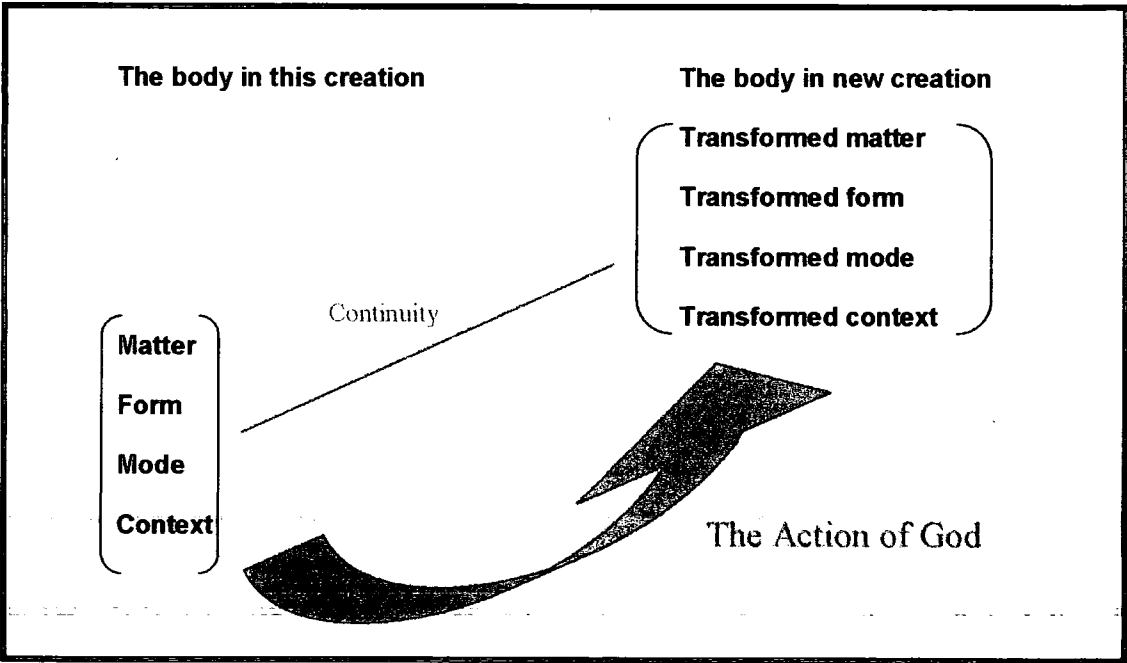 The body in this creation
The body in new creation
Transformed matter
Transformed form
Transformed mode
Transformed context
Continuity
Matter
Form
Mode
Context
The Action of God